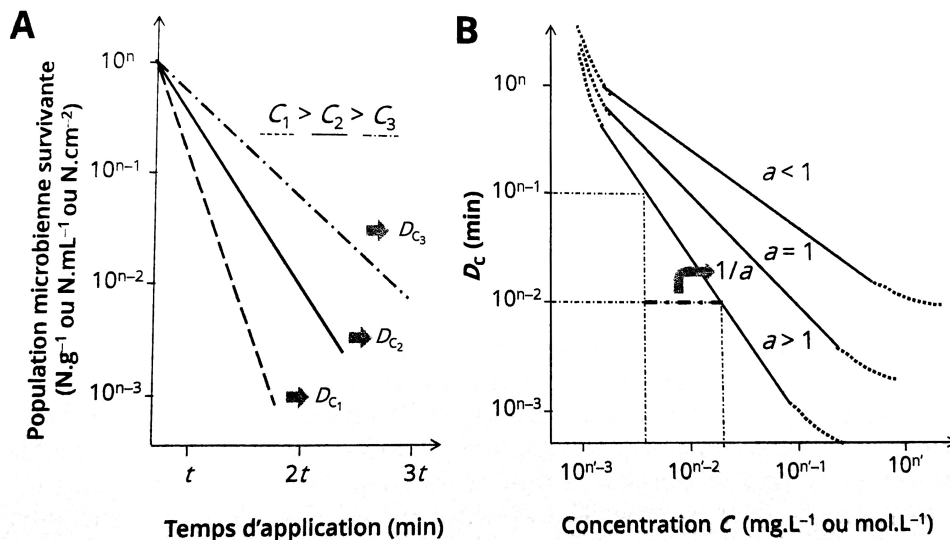 A
Population microbienne survivante
(N.g⁻¹ ou N.mL⁻¹ ou N.cm⁻²)
10ⁿ
10ⁿ⁻¹
10ⁿ⁻²
10ⁿ⁻³
C₁ > C₂ > C₃
D_C₃
D_C₂
D_C₁
t
2t
3t
Temps d'application (min)
B
D_C (min)
10ⁿ
10ⁿ⁻¹
10ⁿ⁻²
10ⁿ⁻³
a < 1
a = 1
1/a
a > 1
10ⁿ'⁻³
10ⁿ'⁻²
10ⁿ'⁻¹
10ⁿ'
Concentration C (mg.L⁻¹ ou mol.L⁻¹)